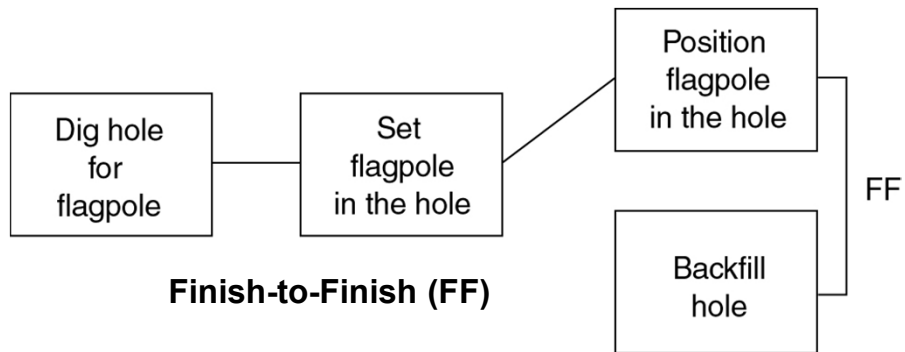 Dig hole
for
flagpole
Set
flagpole
in the hole
Position
flagpole
in the hole
FF
Backfill
hole
Finish-to-Finish (FF)